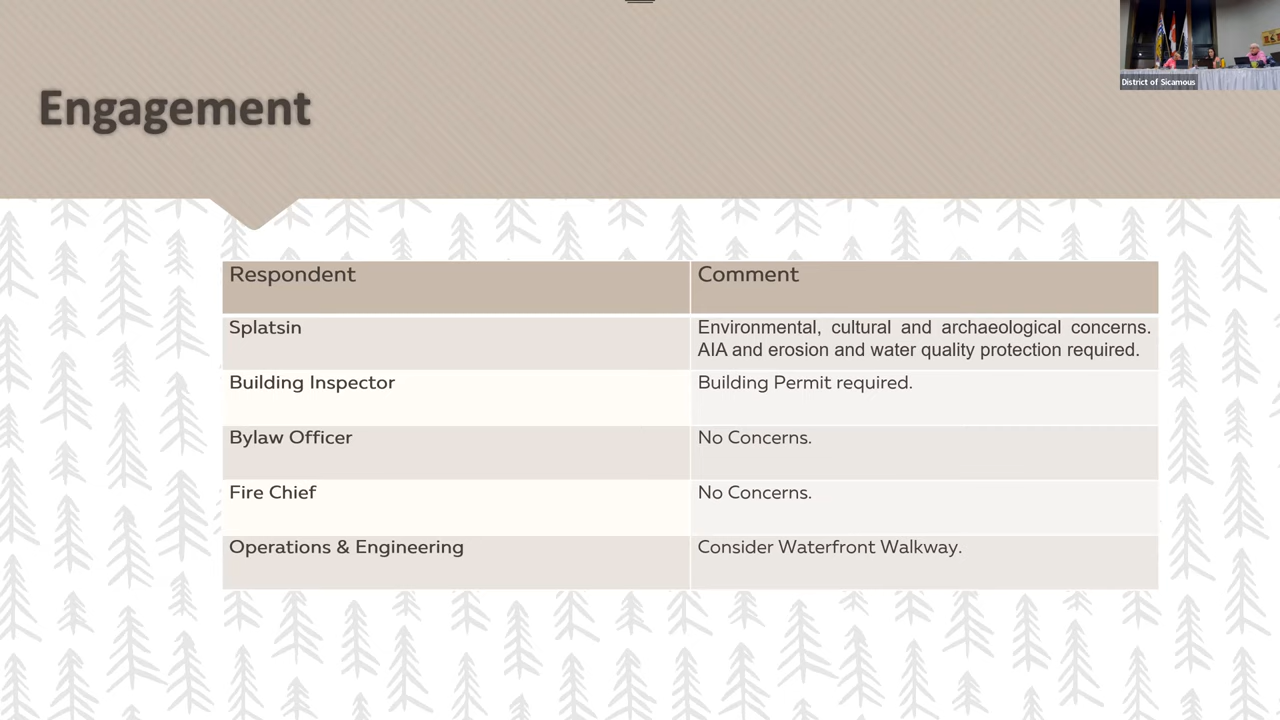 District of Sicamous
Engagement
Respondent
Comment
Splatsin
Environmental, cultural and archaeological concerns.
AIA and erosion and water quality protection required.
Building Inspector
Building Permit required.
Bylaw Officer
No Concerns.
Fire Chief
No Concerns.
Operations & Engineering
Consider Waterfront Walkway.